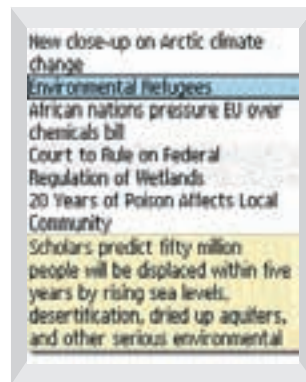 New close-up on Arctic climate
change
Environmental Refugees
African nations pressure EU over
chemicals bill
Court to Rule on Federal
Regulation of Wetlands
20 Years of Poison Affects Local
Community
Scholars predict fifty million
people will be displaced within five
years by rising sea levels,
desertification, dried up aquifers,
and other serious environmental